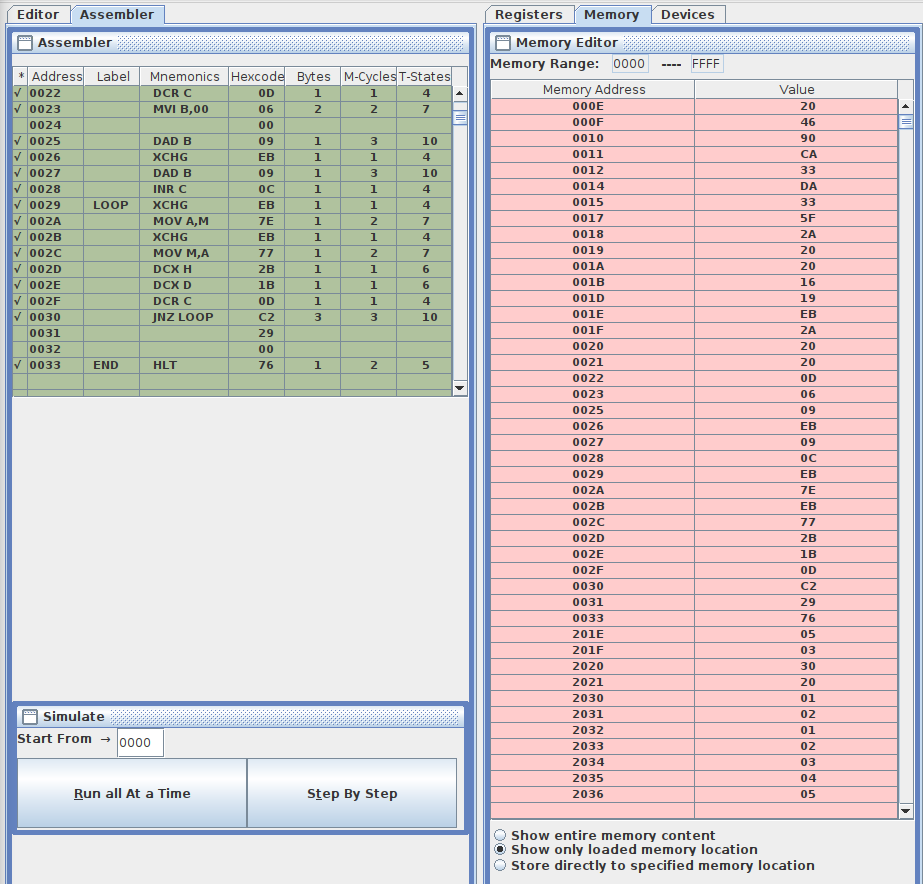 Editor Assembler
Assembler
* Address Label Mnemonics Hexcode Bytes M-Cycles T-States
√ 0022 DCR C 0D 1 1 4
√ 0023 MVI B,00 06 2 2 7
0024 00
√ 0025 DAD B 09 1 3 10
√ 0026 XCHG EB 1 1 4
√ 0027 DAD B 09 1 3 10
√ 0028 INR C 0C 1 1 4
√ 0029 LOOP XCHG EB 1 1 4
√ 002A MOV A,M 7E 1 2 7
√ 002B XCHG EB 1 1 4
√ 002C MOV M,A 77 1 2 7
√ 002D DCX H 2B 1 1 6
√ 002E DCX D 1B 1 1 6
√ 002F DCR C 0D 1 1 4
√ 0030 JNZ LOOP C2 3 3 10
0031 29
0032 00
√ 0033 END HLT 76 1 2 5
Simulate
Start From → 0000
Run all At a Time Step By Step
Registers Memory Devices
Memory Editor
Memory Range: 0000 ---- FFFF
Memory Address Value
000E 20
000F 46
0010 90
0011 CA
0012 33
0014 DA
0015 33
0017 5F
0018 2A
0019 20
001A 20
001B 16
001D 19
001E EB
001F 2A
0020 20
0021 20
0022 0D
0023 06
0025 09
0026 EB
0027 09
0028 0C
0029 EB
002A 7E
002B EB
002C 77
002D 2B
002E 1B
002F 0D
0030 C2
0031 29
0033 76
201E 05
201F 03
2020 30
2021 20
2030 01
2031 02
2032 01
2033 02
2034 03
2035 04
2036 05
Show entire memory content
Show only loaded memory location
Store directly to specified memory location